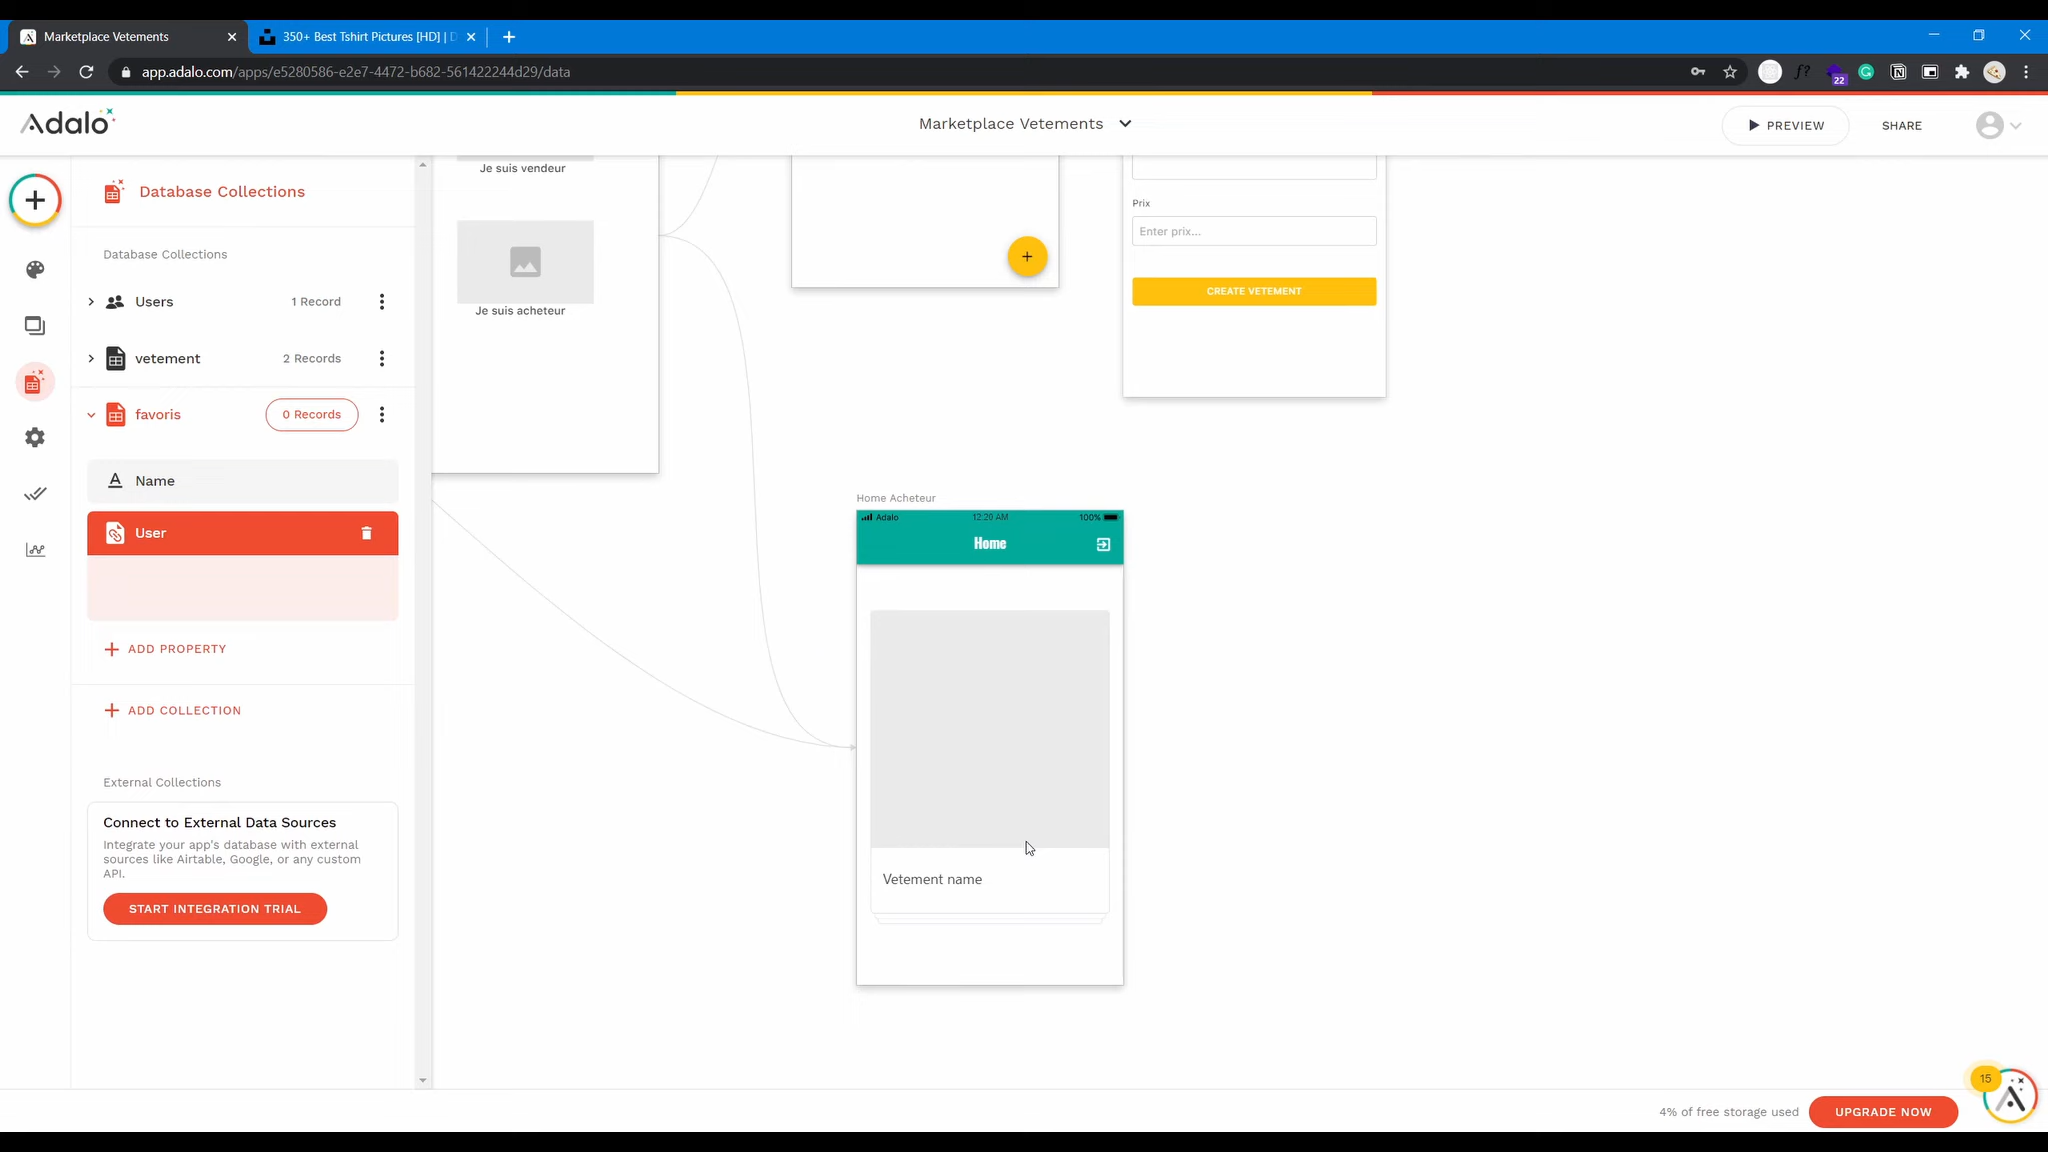 Marketplace Vetements
350+ Best Tshirt Pictures [HD] | D
app.adalo.com/apps/e5280586-e2e7-4472-b682-561422244d29/data
f?
22
Adalo
Marketplace Vetements
PREVIEW
SHARE
Database Collections
Database Collections
Users
1 Record
vetement
2 Records
favoris
0 Records
Name
User
ADD PROPERTY
ADD COLLECTION
External Collections
Connect to External Data Sources
Integrate your app's database with external
sources like Airtable, Google, or any custom
API.
START INTEGRATION TRIAL
Je suis vendeur
Je suis acheteur
Prix
Enter prix...
CREATE VETEMENT
Home Acheteur
Adalo
12:20 AM
100%
Home
Vetement name
4% of free storage used
UPGRADE NOW
15